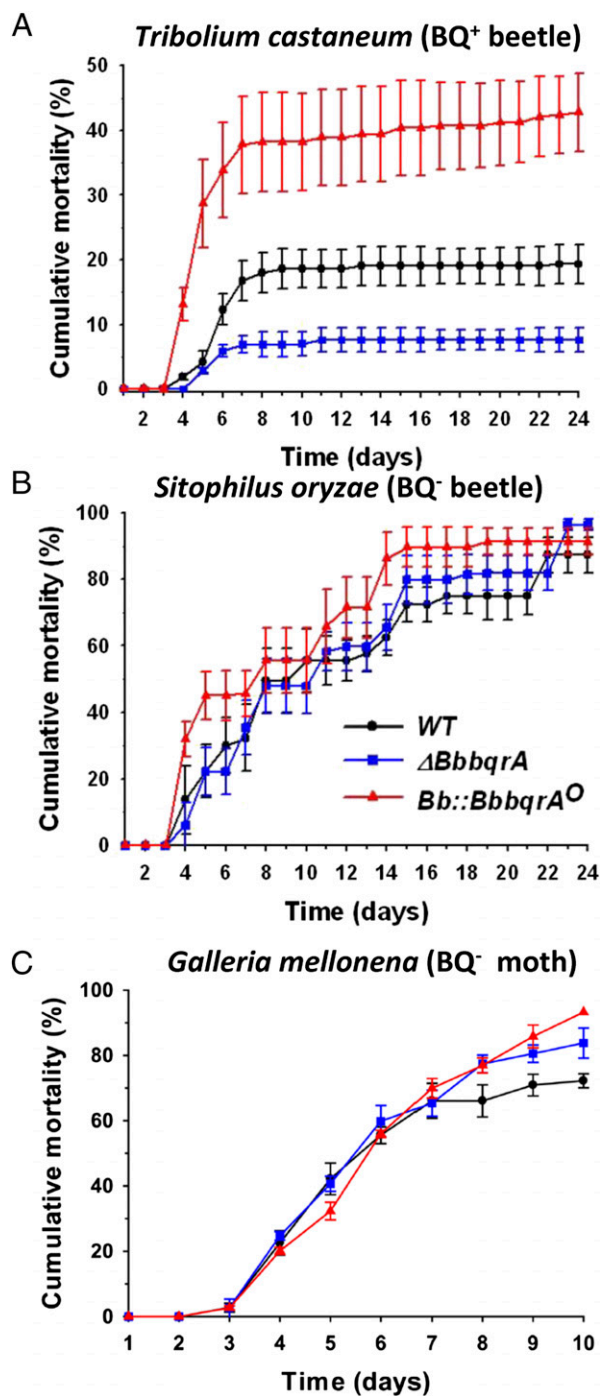 A
Tribolium castaneum (BQ+ beetle)
Cumulative mortality (%)
50
40
30
20
10
0
2 4 6 8 10 12 14 16 18 20 22 24
Time (days)
B
Sitophilus oryzae (BQ- beetle)
Cumulative mortality (%)
100
80
60
40
20
0
WT
ΔBbbqrA
Bb::BbbqrAO
2 4 6 8 10 12 14 16 18 20 22 24
Time (days)
C
Galleria mellonena (BQ- moth)
Cumulative mortality (%)
100
80
60
40
20
0
1 2 3 4 5 6 7 8 9 10
Time (days)